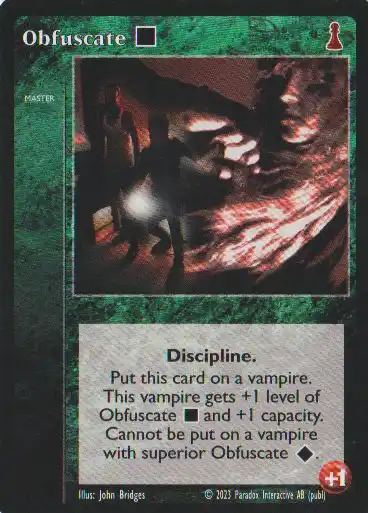 Obfuscate
MASTER
Discipline.
Put this card on a vampire.
This vampire gets +1 level of
Obfuscate and +1 capacity.
Cannot be put on a vampire
with superior Obfuscate .
+1
Illus: John Bridges © 2023 Paradox Interactive AB (publ)